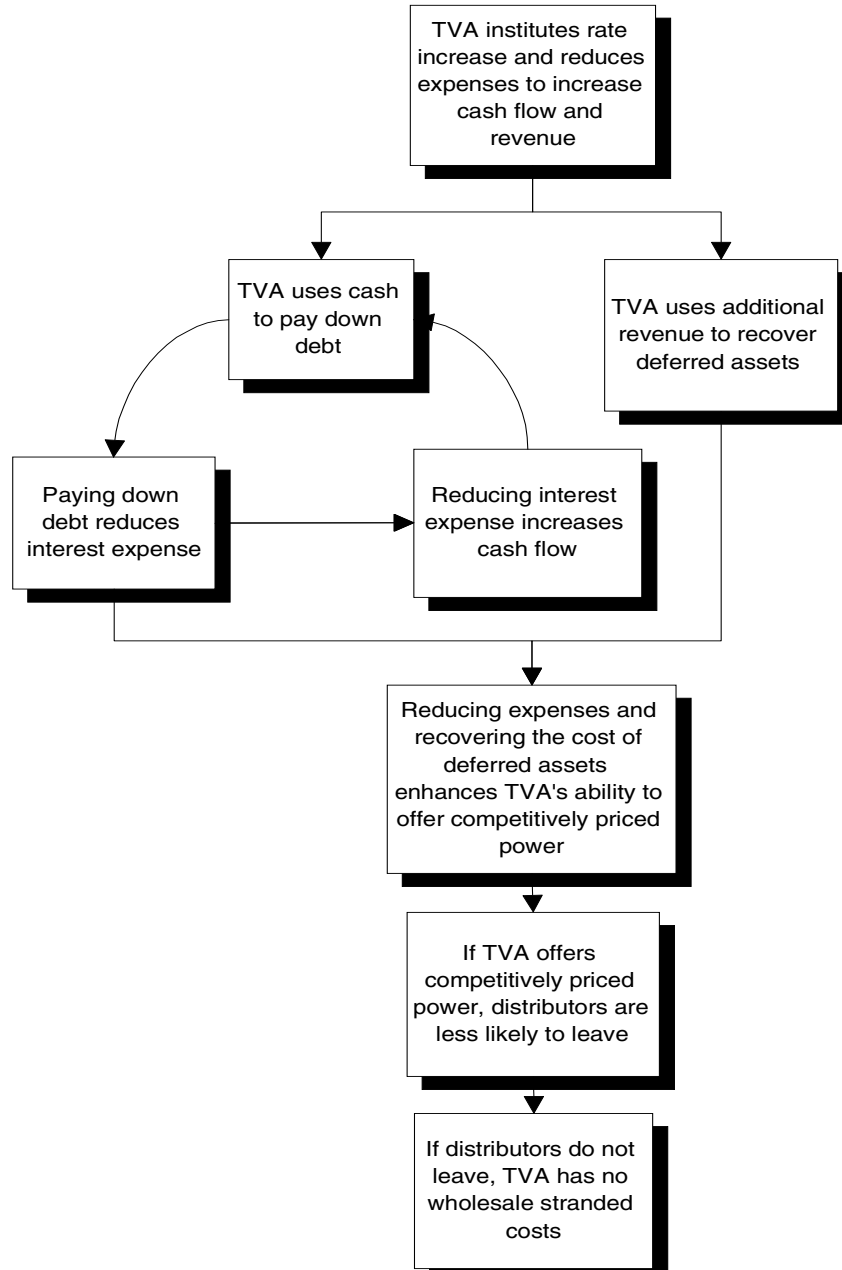 TVA institutes rate
increase and reduces
expenses to increase
cash flow and
revenue
TVA uses cash
to pay down
debt
TVA uses additional
revenue to recover
deferred assets
Paying down
debt reduces
interest expense
Reducing interest
expense increases
cash flow
Reducing expenses and
recovering the cost of
deferred assets
enhances TVA's ability to
offer competitively priced
power
If TVA offers
competitively priced
power, distributors are
less likely to leave
If distributors do not
leave, TVA has no
wholesale stranded
costs